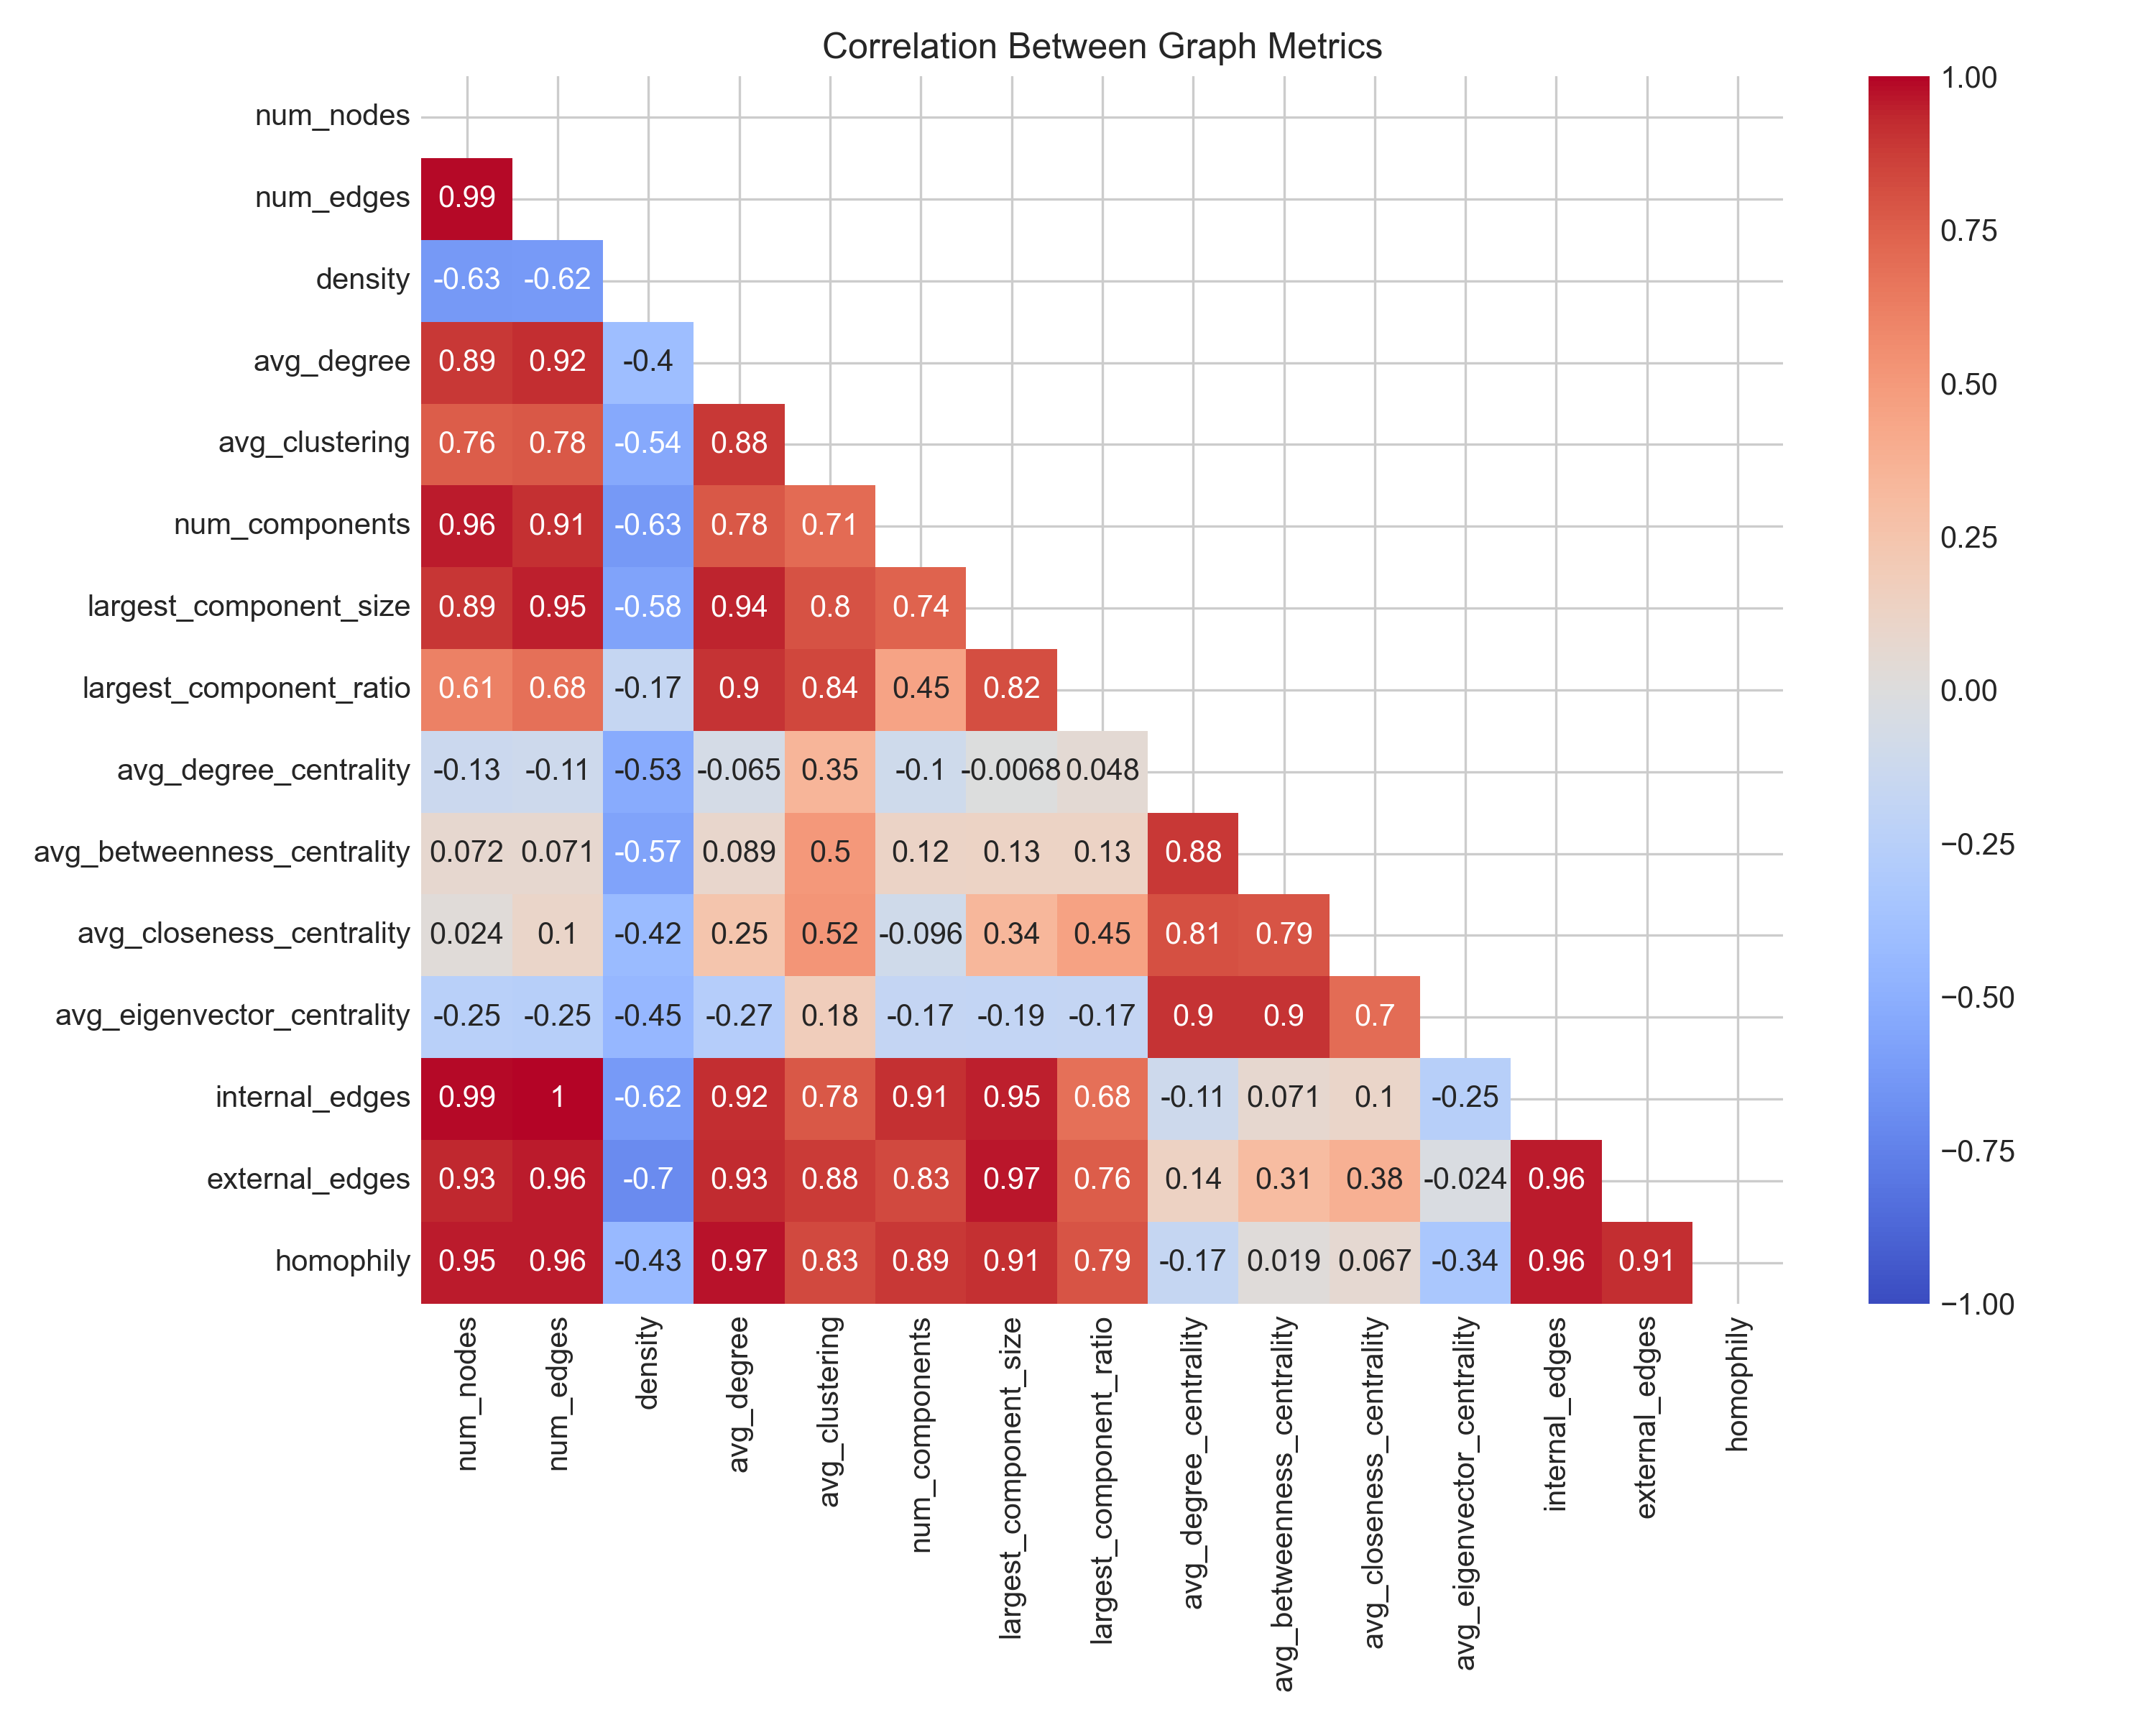 Correlation Between Graph Metrics
num_nodes
num_edges 0.99
density -0.63 -0.62
avg_degree 0.89 0.92 -0.4
avg_clustering 0.76 0.78 -0.54 0.88
num_components 0.96 0.91 -0.63 0.78 0.71
largest_component_size 0.89 0.95 -0.58 0.94 0.8 0.74
largest_component_ratio 0.61 0.68 -0.17 0.9 0.84 0.45 0.82
avg_degree_centrality -0.13 -0.11 -0.53 -0.065 0.35 -0.1 -0.0068 0.048
avg_betweenness_centrality 0.072 0.071 -0.57 0.089 0.5 0.12 0.13 0.13 0.88
avg_closeness_centrality 0.024 0.1 -0.42 0.25 0.52 -0.096 0.34 0.45 0.81 0.79
avg_eigenvector_centrality -0.25 -0.25 -0.45 -0.27 0.18 -0.17 -0.19 -0.17 0.9 0.9 0.7
internal_edges 0.99 1 -0.62 0.92 0.78 0.91 0.95 0.68 -0.11 0.071 0.1 -0.25
external_edges 0.93 0.96 -0.7 0.93 0.88 0.83 0.97 0.76 0.14 0.31 0.38 -0.024 0.96
homophily 0.95 0.96 -0.43 0.97 0.83 0.89 0.91 0.79 -0.17 0.019 0.067 -0.34 0.96 0.91
num_nodes
num_edges
density
avg_degree
avg_clustering
num_components
largest_component_size
largest_component_ratio
avg_degree_centrality
avg_betweenness_centrality
avg_closeness_centrality
avg_eigenvector_centrality
internal_edges
external_edges
homophily
1.00
0.75
0.50
0.25
0.00
−0.25
−0.50
−0.75
−1.00